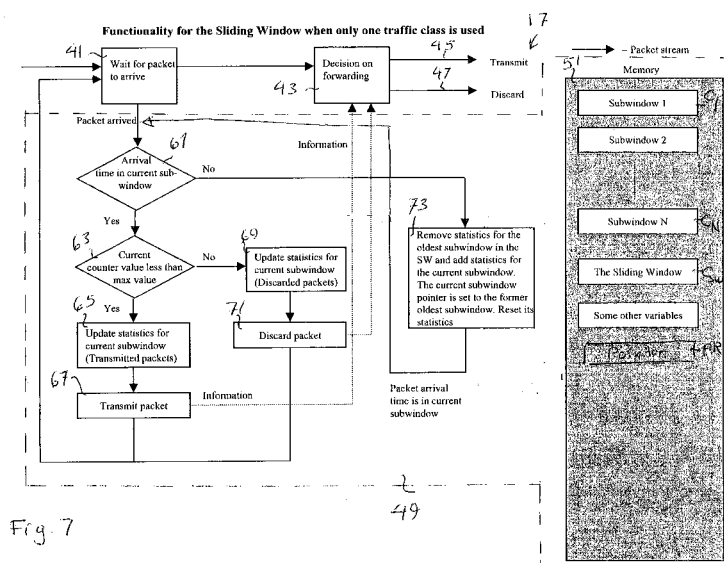 Functionality for the Sliding Window when only one traffic class is used
17
41
Wait for packet
to arrive
Decision on
forwarding
43
45
Transmit
47
Discard
– Packet stream
51
Memory
Subwindow 1
C1
Subwindow 2
Subwindow N
CN
The Sliding Window
SW
Some other variables
Packet arrived
61
Arrival
time in current sub-
window
No
Yes
Information
63
Current
counter value less than
max value
No
Yes
69
Update statistics for
current subwindow
(Discarded packets)
71
Discard packet
65
Update statistics for
current subwindow
(Transmitted packets)
67
Transmit packet
Information
73
Remove statistics for the
oldest subwindow in the
SW and add statistics for
the current subwindow.
The current subwindow
pointer is set to the former
oldest subwindow. Reset its
statistics
Packet arrival
time is in current
subwindow
49
Fig. 7